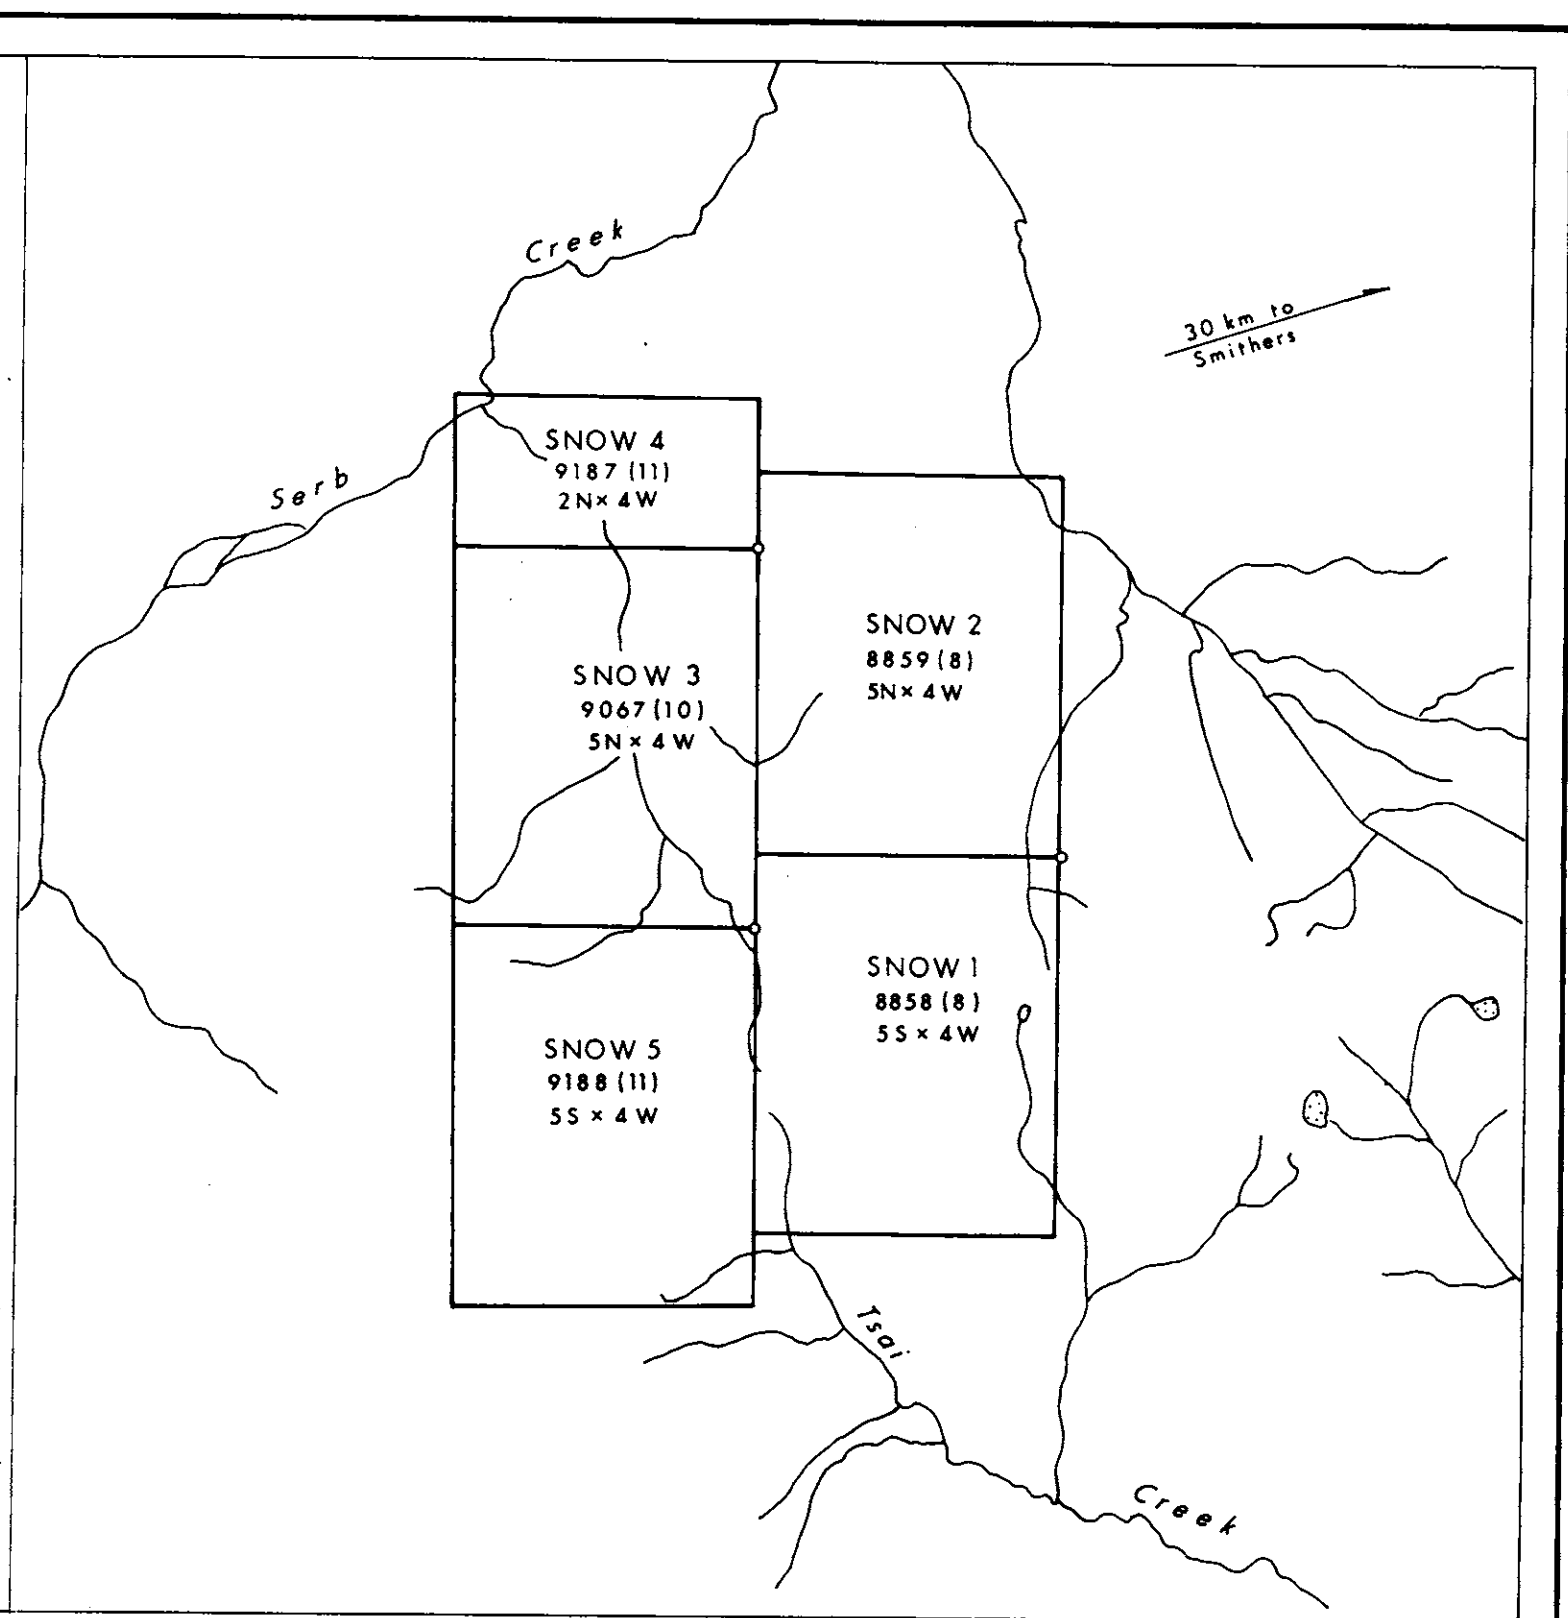 Creek
30 km to
Smithers
SNOW 4
9187 (11)
2N × 4W
Serb
SNOW 2
8859 (8)
5N × 4W
SNOW 3
9067 (10)
5N × 4W
SNOW 1
8858 (8)
5S × 4W
SNOW 5
9188 (11)
5S × 4W
Tsai
Creek